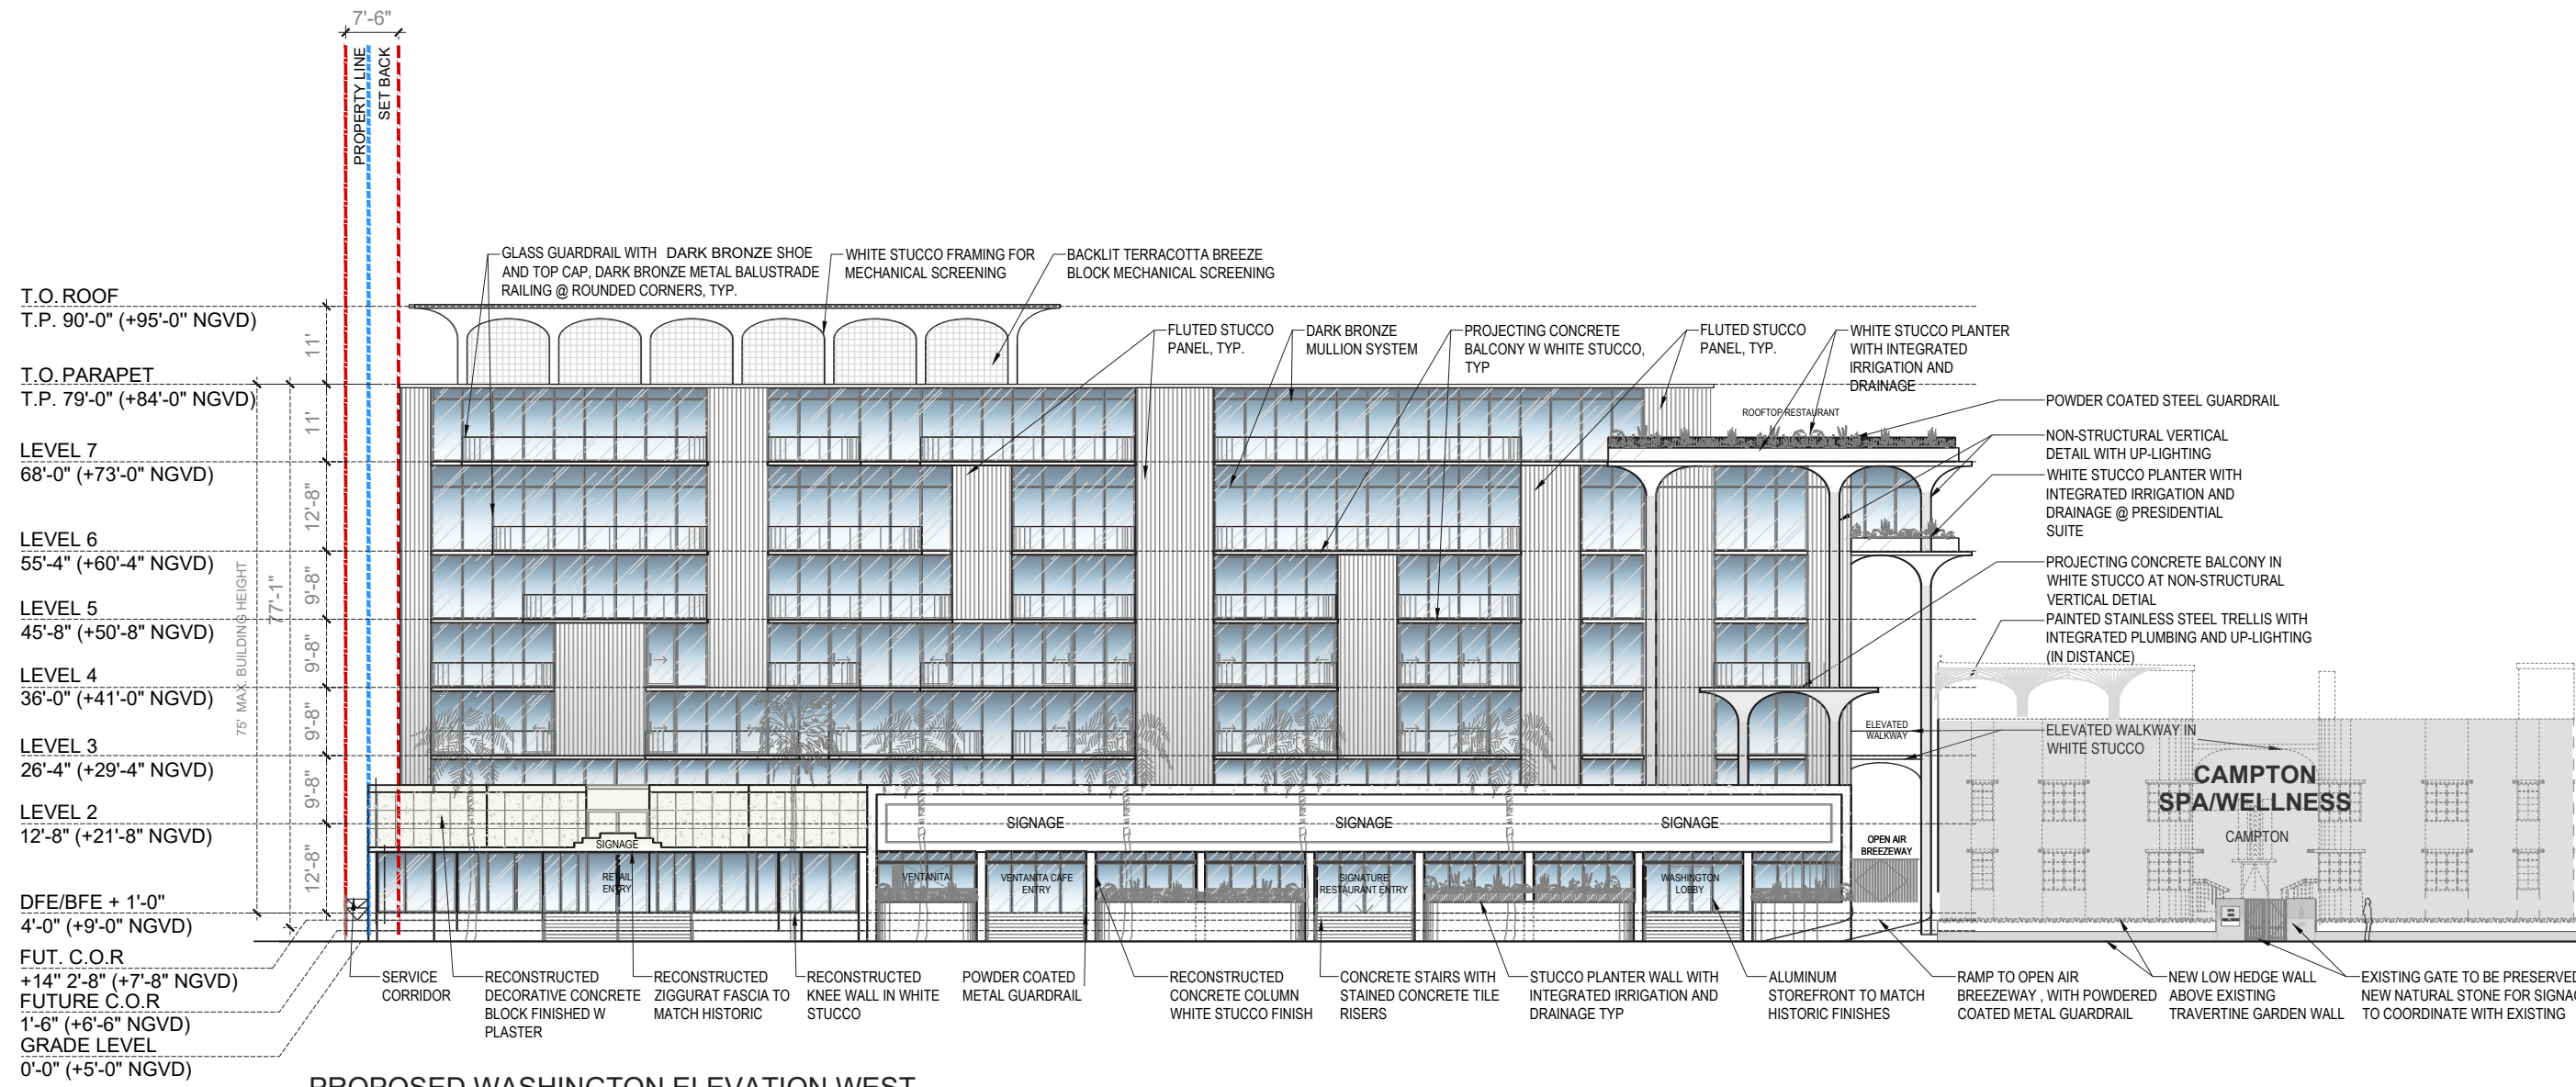 7'-6"
PROPERTY LINE
SET BACK
GLASS GUARDRAIL WITH DARK BRONZE SHOE
AND TOP CAP, DARK BRONZE METAL BALUSTRADE
RAILING @ ROUNDED CORNERS, TYP.
WHITE STUCCO FRAMING FOR
MECHANICAL SCREENING
BACKLIT TERRACOTTA BREEZE
BLOCK MECHANICAL SCREENING
FLUTED STUCCO
PANEL, TYP.
DARK BRONZE
MULLION SYSTEM
PROJECTING CONCRETE
BALCONY W WHITE STUCCO,
TYP
FLUTED STUCCO
PANEL, TYP.
WHITE STUCCO PLANTER
WITH INTEGRATED
IRRIGATION AND
DRAINAGE
ROOFTOP RESTAURANT
POWDER COATED STEEL GUARDRAIL
NON-STRUCTURAL VERTICAL
DETAIL WITH UP-LIGHTING
WHITE STUCCO PLANTER WITH
INTEGRATED IRRIGATION AND
DRAINAGE @ PRESIDENTIAL
SUITE
PROJECTING CONCRETE BALCONY IN
WHITE STUCCO AT NON-STRUCTURAL
VERTICAL DETIAL
PAINTED STAINLESS STEEL TRELLIS WITH
INTEGRATED PLUMBING AND UP-LIGHTING
(IN DISTANCE)
ELEVATED WALKWAY IN
WHITE STUCCO
ELEVATED
WALKWAY
T.O. ROOF
T.P. 90'-0" (+95'-0" NGVD)
T.O. PARAPET
T.P. 79'-0" (+84'-0" NGVD)
LEVEL 7
68'-0" (+73'-0" NGVD)
LEVEL 6
55'-4" (+60'-4" NGVD)
LEVEL 5
45'-8" (+50'-8" NGVD)
LEVEL 4
36'-0" (+41'-0" NGVD)
LEVEL 3
26'-4" (+29'-4" NGVD)
LEVEL 2
12'-8" (+21'-8" NGVD)
DFE/BFE + 1'-0"
4'-0" (+9'-0" NGVD)
FUT. C.O.R
+14" 2'-8" (+7'-8" NGVD)
FUTURE C.O.R
1'-6" (+6'-6" NGVD)
GRADE LEVEL
0'-0" (+5'-0" NGVD)
75' MAX. BUILDING HEIGHT
77'-1"
11'
11'
12'-8"
9'-8"
9'-8"
9'-8"
9'-8"
12'-8"
SIGNAGE
SIGNAGE
SIGNAGE
SIGNAGE
RETAIL
ENTRY
VENTANITA
VENTANITA CAFE
ENTRY
SIGNATURE
RESTAURANT ENTRY
WASHINGTON
LOBBY
OPEN AIR
BREEZEWAY
CAMPTON
SPA/WELLNESS
CAMPTON
SERVICE
CORRIDOR
RECONSTRUCTED
DECORATIVE CONCRETE
BLOCK FINISHED W
PLASTER
RECONSTRUCTED
ZIGGURAT FASCIA TO
MATCH HISTORIC
RECONSTRUCTED
KNEE WALL IN WHITE
STUCCO
POWDER COATED
METAL GUARDRAIL
RECONSTRUCTED
CONCRETE COLUMN
WHITE STUCCO FINISH
CONCRETE STAIRS WITH
STAINED CONCRETE TILE
RISERS
STUCCO PLANTER WALL WITH
INTEGRATED IRRIGATION AND
DRAINAGE TYP
ALUMINUM
STOREFRONT TO MATCH
HISTORIC FINISHES
RAMP TO OPEN AIR
BREEZEWAY , WITH POWDERED
COATED METAL GUARDRAIL
NEW LOW HEDGE WALL
ABOVE EXISTING
TRAVERTINE GARDEN WALL
EXISTING GATE TO BE PRESERVED
NEW NATURAL STONE FOR SIGNAG
TO COORDINATE WITH EXISTING
PROPOSED WASHINGTON ELEVATION WEST